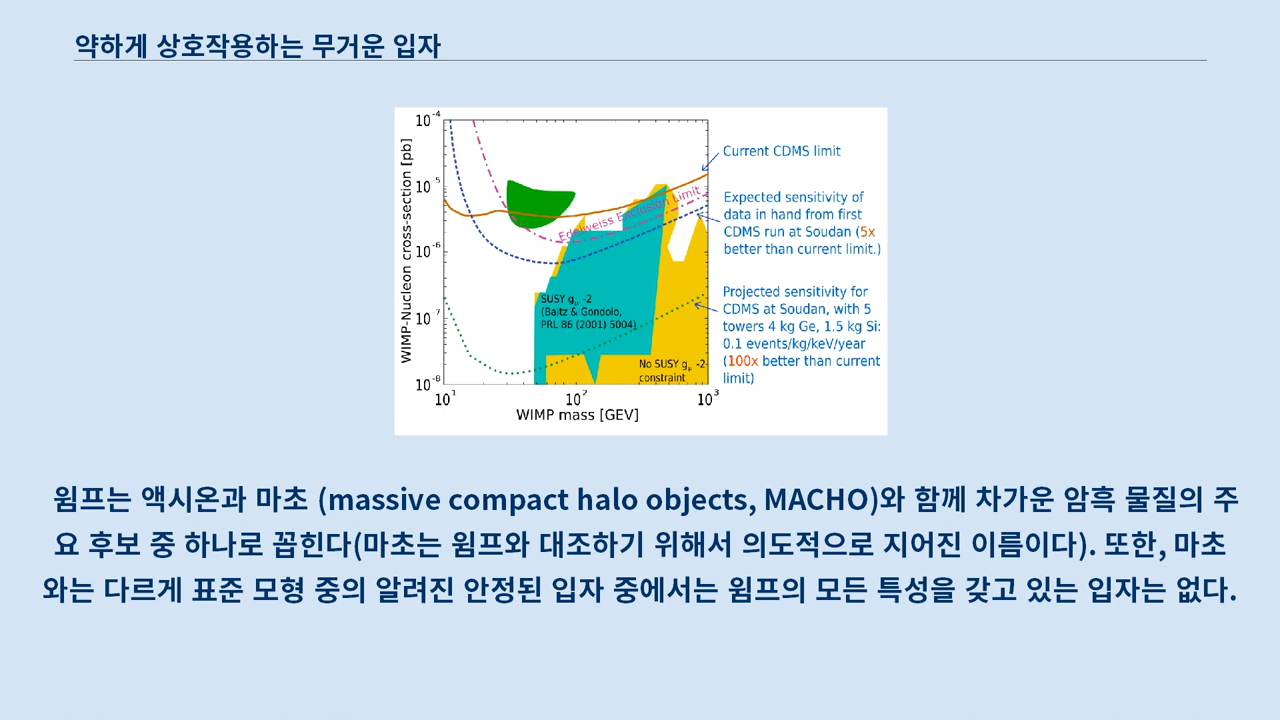 약하게 상호작용하는 무거운 입자
10-4
10-5
10-6
10-7
10-8
WIMP-Nucleon cross-section [pb]
Edelweiss Exclusion Limit
SUSY gμ -2
(Baltz & Gondolo,
PRL 86 (2001) 5004)
No SUSY gμ -2
constraint
101
102
103
WIMP mass [GEV]
Current CDMS limit
Expected sensitivity of
data in hand from first
CDMS run at Soudan (5x
better than current limit.)
Projected sensitivity for
CDMS at Soudan, with 5
towers 4 kg Ge, 1.5 kg Si:
0.1 events/kg/keV/year
(100x better than current
limit)
윔프는 액시온과 마초 (massive compact halo objects, MACHO)와 함께 차가운 암흑 물질의 주
요 후보 중 하나로 꼽힌다(마초는 윔프와 대조하기 위해서 의도적으로 지어진 이름이다). 또한, 마초
와는 다르게 표준 모형 중의 알려진 안정된 입자 중에서는 윔프의 모든 특성을 갖고 있는 입자는 없다.